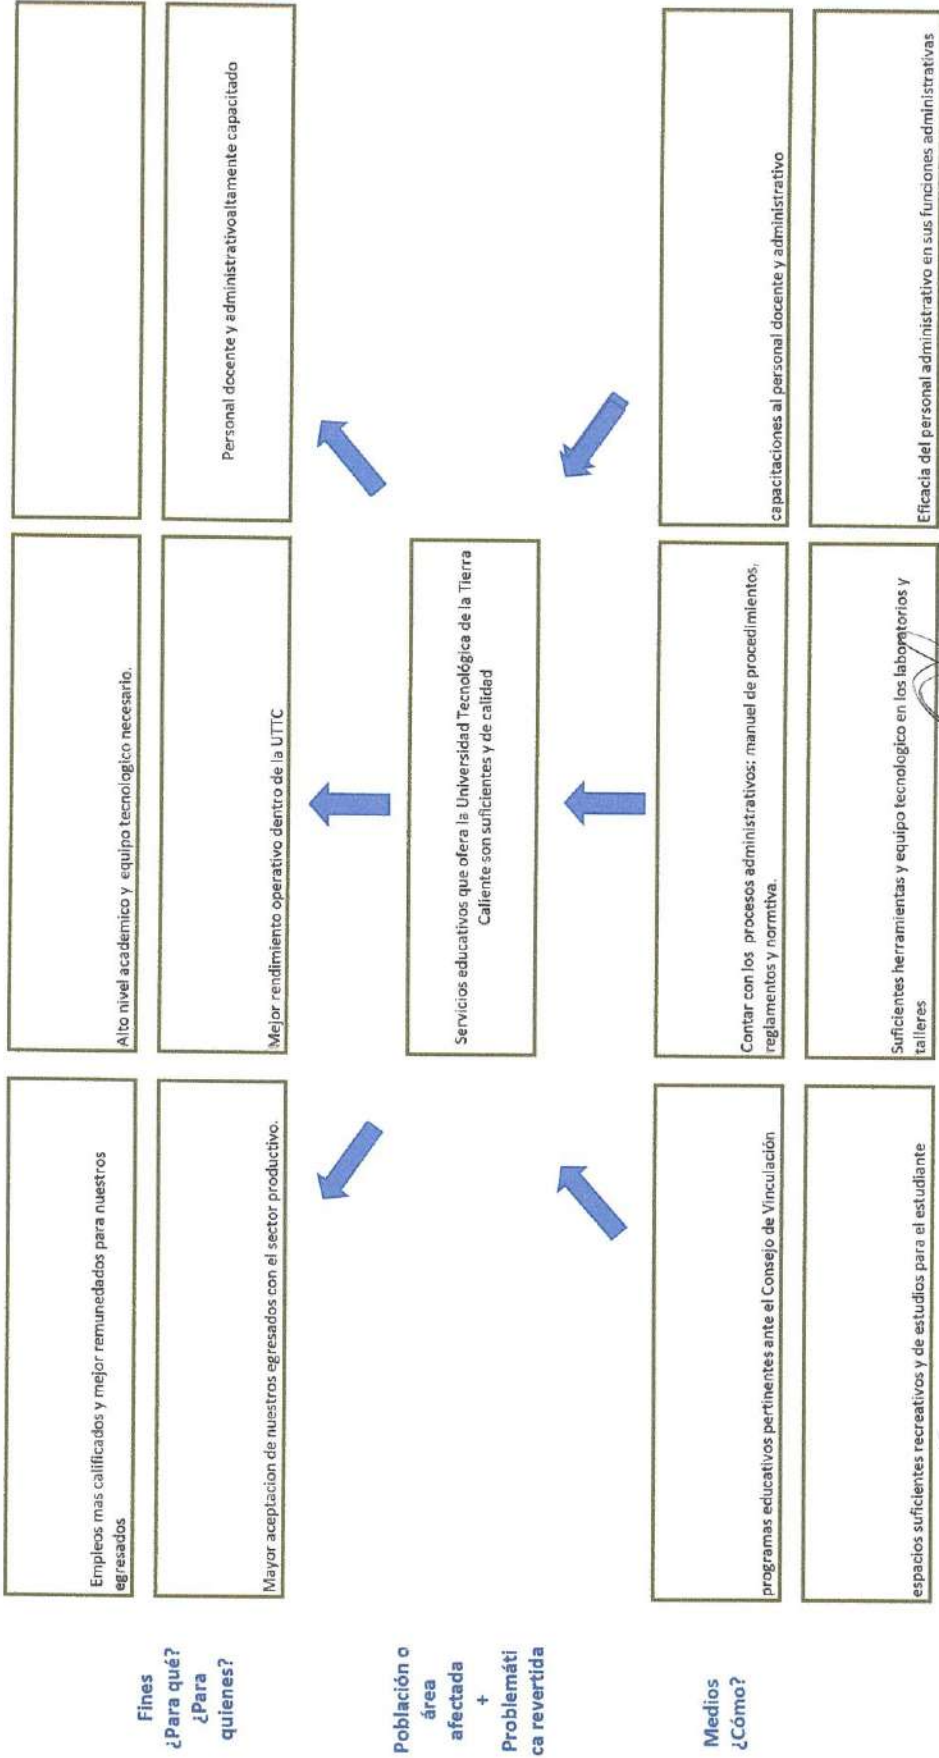 Fines
¿Para qué?
¿Para
quienes?
Empleos mas calificados y mejor remunedados para nuestros
egresados
Alto nivel academico y equipo tecnologico necesario.
Mayor aceptacion de nuestros egresados con el sector productivo.
Mejor rendimiento operativo dentro de la UTTC
Personal docente y administrativoaltamente capacitado
Población o
área
afectada
+
Problemáti
ca revertida
Servicios educativos que ofera la Universidad Tecnológica de la Tierra
Caliente son suficientes y de calidad
Medios
¿Cómo?
programas educativos pertinentes ante el Consejo de Vinculación
Contar con los procesos administrativos; manuel de procedimientos,
reglamentos y normtiva.
capacitaciones al personal docente y administrativo
espacios suficientes recreativos y de estudios para el estudiante
Suficientes herramientas y equipo tecnologico en los laboratorios y
talleres
Eficacia del personal administrativo en sus funciones administrativas